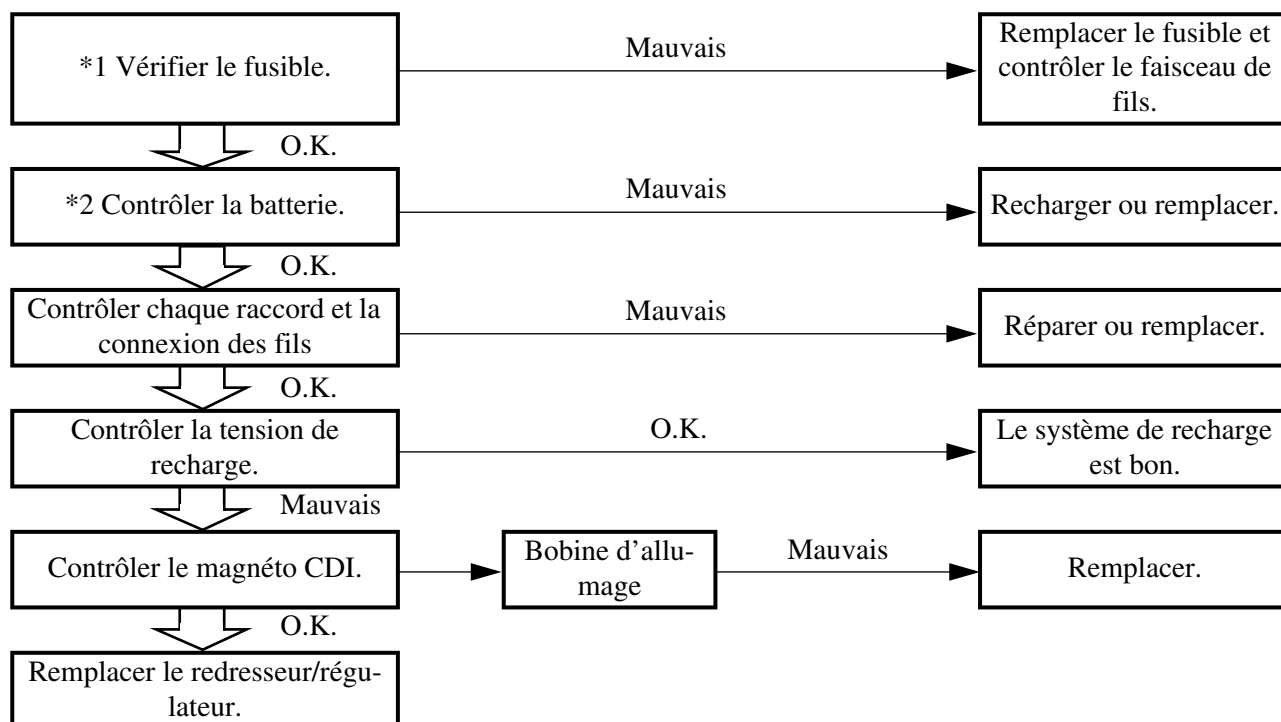 *1 Vérifier le fusible.
Mauvais
Remplacer le fusible et
contrôler le faisceau de
fils.
O.K.
*2 Contrôler la batterie.
Mauvais
Recharger ou remplacer.
O.K.
Contrôler chaque raccord et la
connexion des fils
Mauvais
Réparer ou remplacer.
O.K.
Contrôler la tension de
recharge.
O.K.
Le système de recharge
est bon.
Mauvais
Contrôler le magnéto CDI.
Bobine d’allu-
mage
Mauvais
Remplacer.
O.K.
Remplacer le redresseur/régu-
lateur.